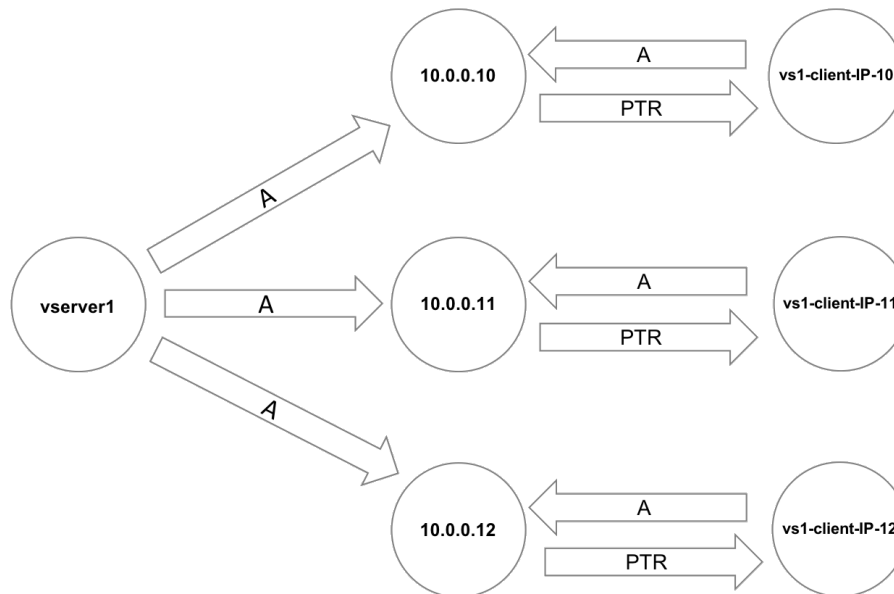 10.0.0.10
A
vs1-client-IP-10
PTR
A
vserver1
A
10.0.0.11
A
vs1-client-IP-11
PTR
A
10.0.0.12
A
vs1-client-IP-12
PTR